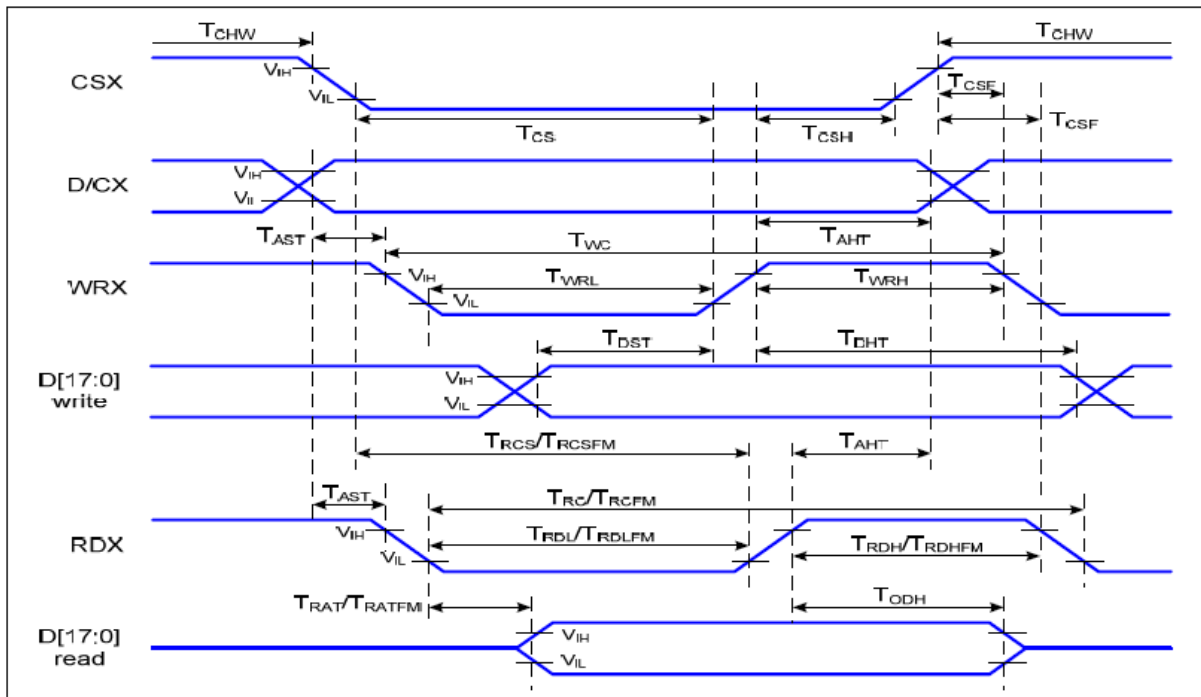 TCHW TCHW
CSX VIH TCSF
VIL TCSF
TCS TCSH
D/CX VIH
VIL
TAST TWC TAHT
WRX VIH TWRL TWRH
VIL
TDST TDHT
D[17:0] VIH
write VIL
TRCS/TRCSFM TAHT
TAST TRC/TRCFM
RDX VIH TRDL/TRDLFM TRDH/TRDHFM
VIL
TRAT/TRATFM TODH
D[17:0] VIH
read VIL